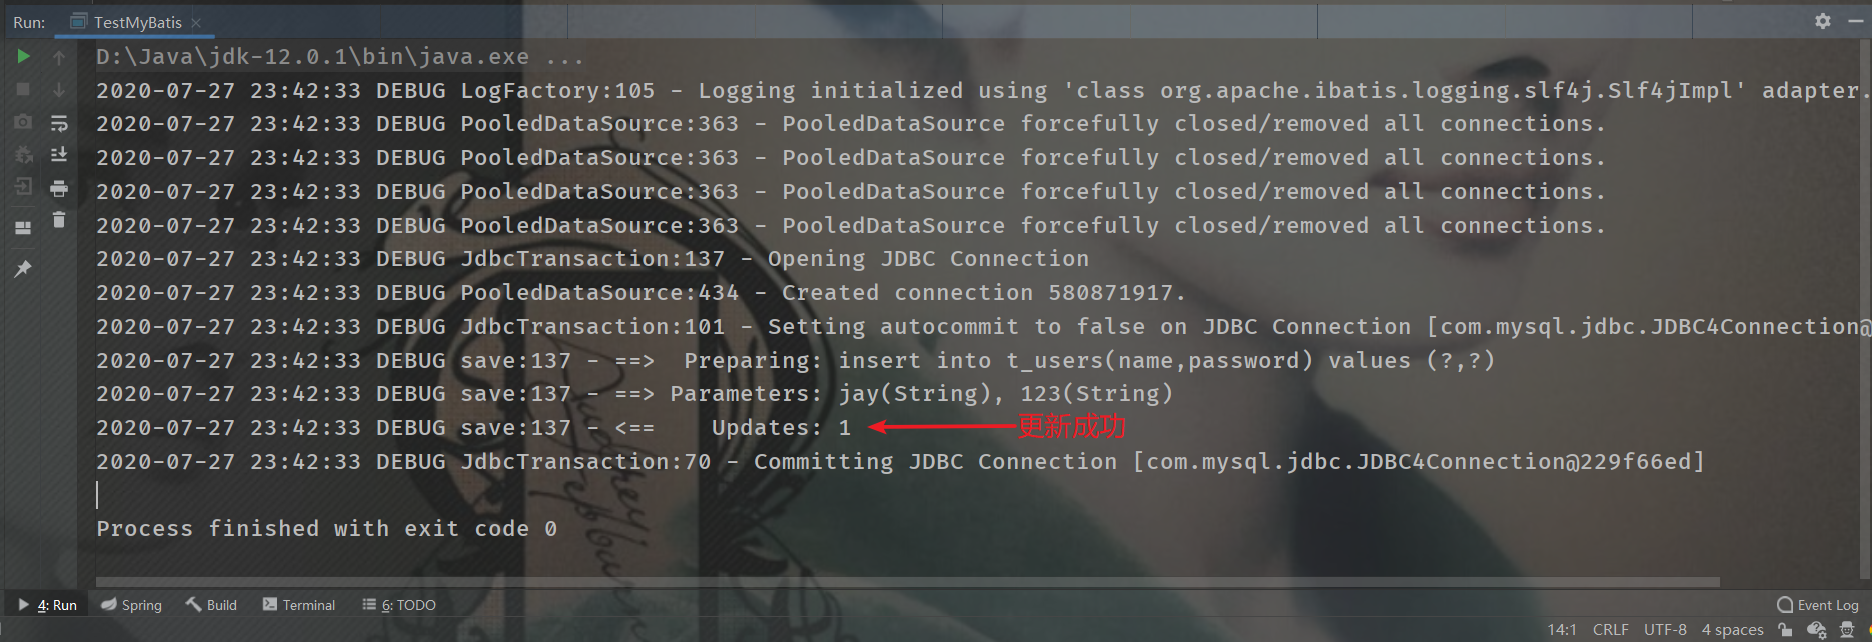 Run: TestMyBatis
D:\Java\jdk-12.0.1\bin\java.exe ...
2020-07-27 23:42:33 DEBUG LogFactory:105 - Logging initialized using 'class org.apache.ibatis.logging.slf4j.Slf4jImpl' adapter.
2020-07-27 23:42:33 DEBUG PooledDataSource:363 - PooledDataSource forcefully closed/removed all connections.
2020-07-27 23:42:33 DEBUG PooledDataSource:363 - PooledDataSource forcefully closed/removed all connections.
2020-07-27 23:42:33 DEBUG PooledDataSource:363 - PooledDataSource forcefully closed/removed all connections.
2020-07-27 23:42:33 DEBUG PooledDataSource:363 - PooledDataSource forcefully closed/removed all connections.
2020-07-27 23:42:33 DEBUG JdbcTransaction:137 - Opening JDBC Connection
2020-07-27 23:42:33 DEBUG PooledDataSource:434 - Created connection 580871917.
2020-07-27 23:42:33 DEBUG JdbcTransaction:101 - Setting autocommit to false on JDBC Connection [com.mysql.jdbc.JDBC4Connection@
2020-07-27 23:42:33 DEBUG save:137 - ==>  Preparing: insert into t_users(name,password) values (?,?)
2020-07-27 23:42:33 DEBUG save:137 - ==> Parameters: jay(String), 123(String)
2020-07-27 23:42:33 DEBUG save:137 - <==    Updates: 1 更新成功
2020-07-27 23:42:33 DEBUG JdbcTransaction:70 - Committing JDBC Connection [com.mysql.jdbc.JDBC4Connection@229f66ed]
Process finished with exit code 0
4: Run Spring Build Terminal 6: TODO Event Log
14:1 CRLF UTF-8 4 spaces